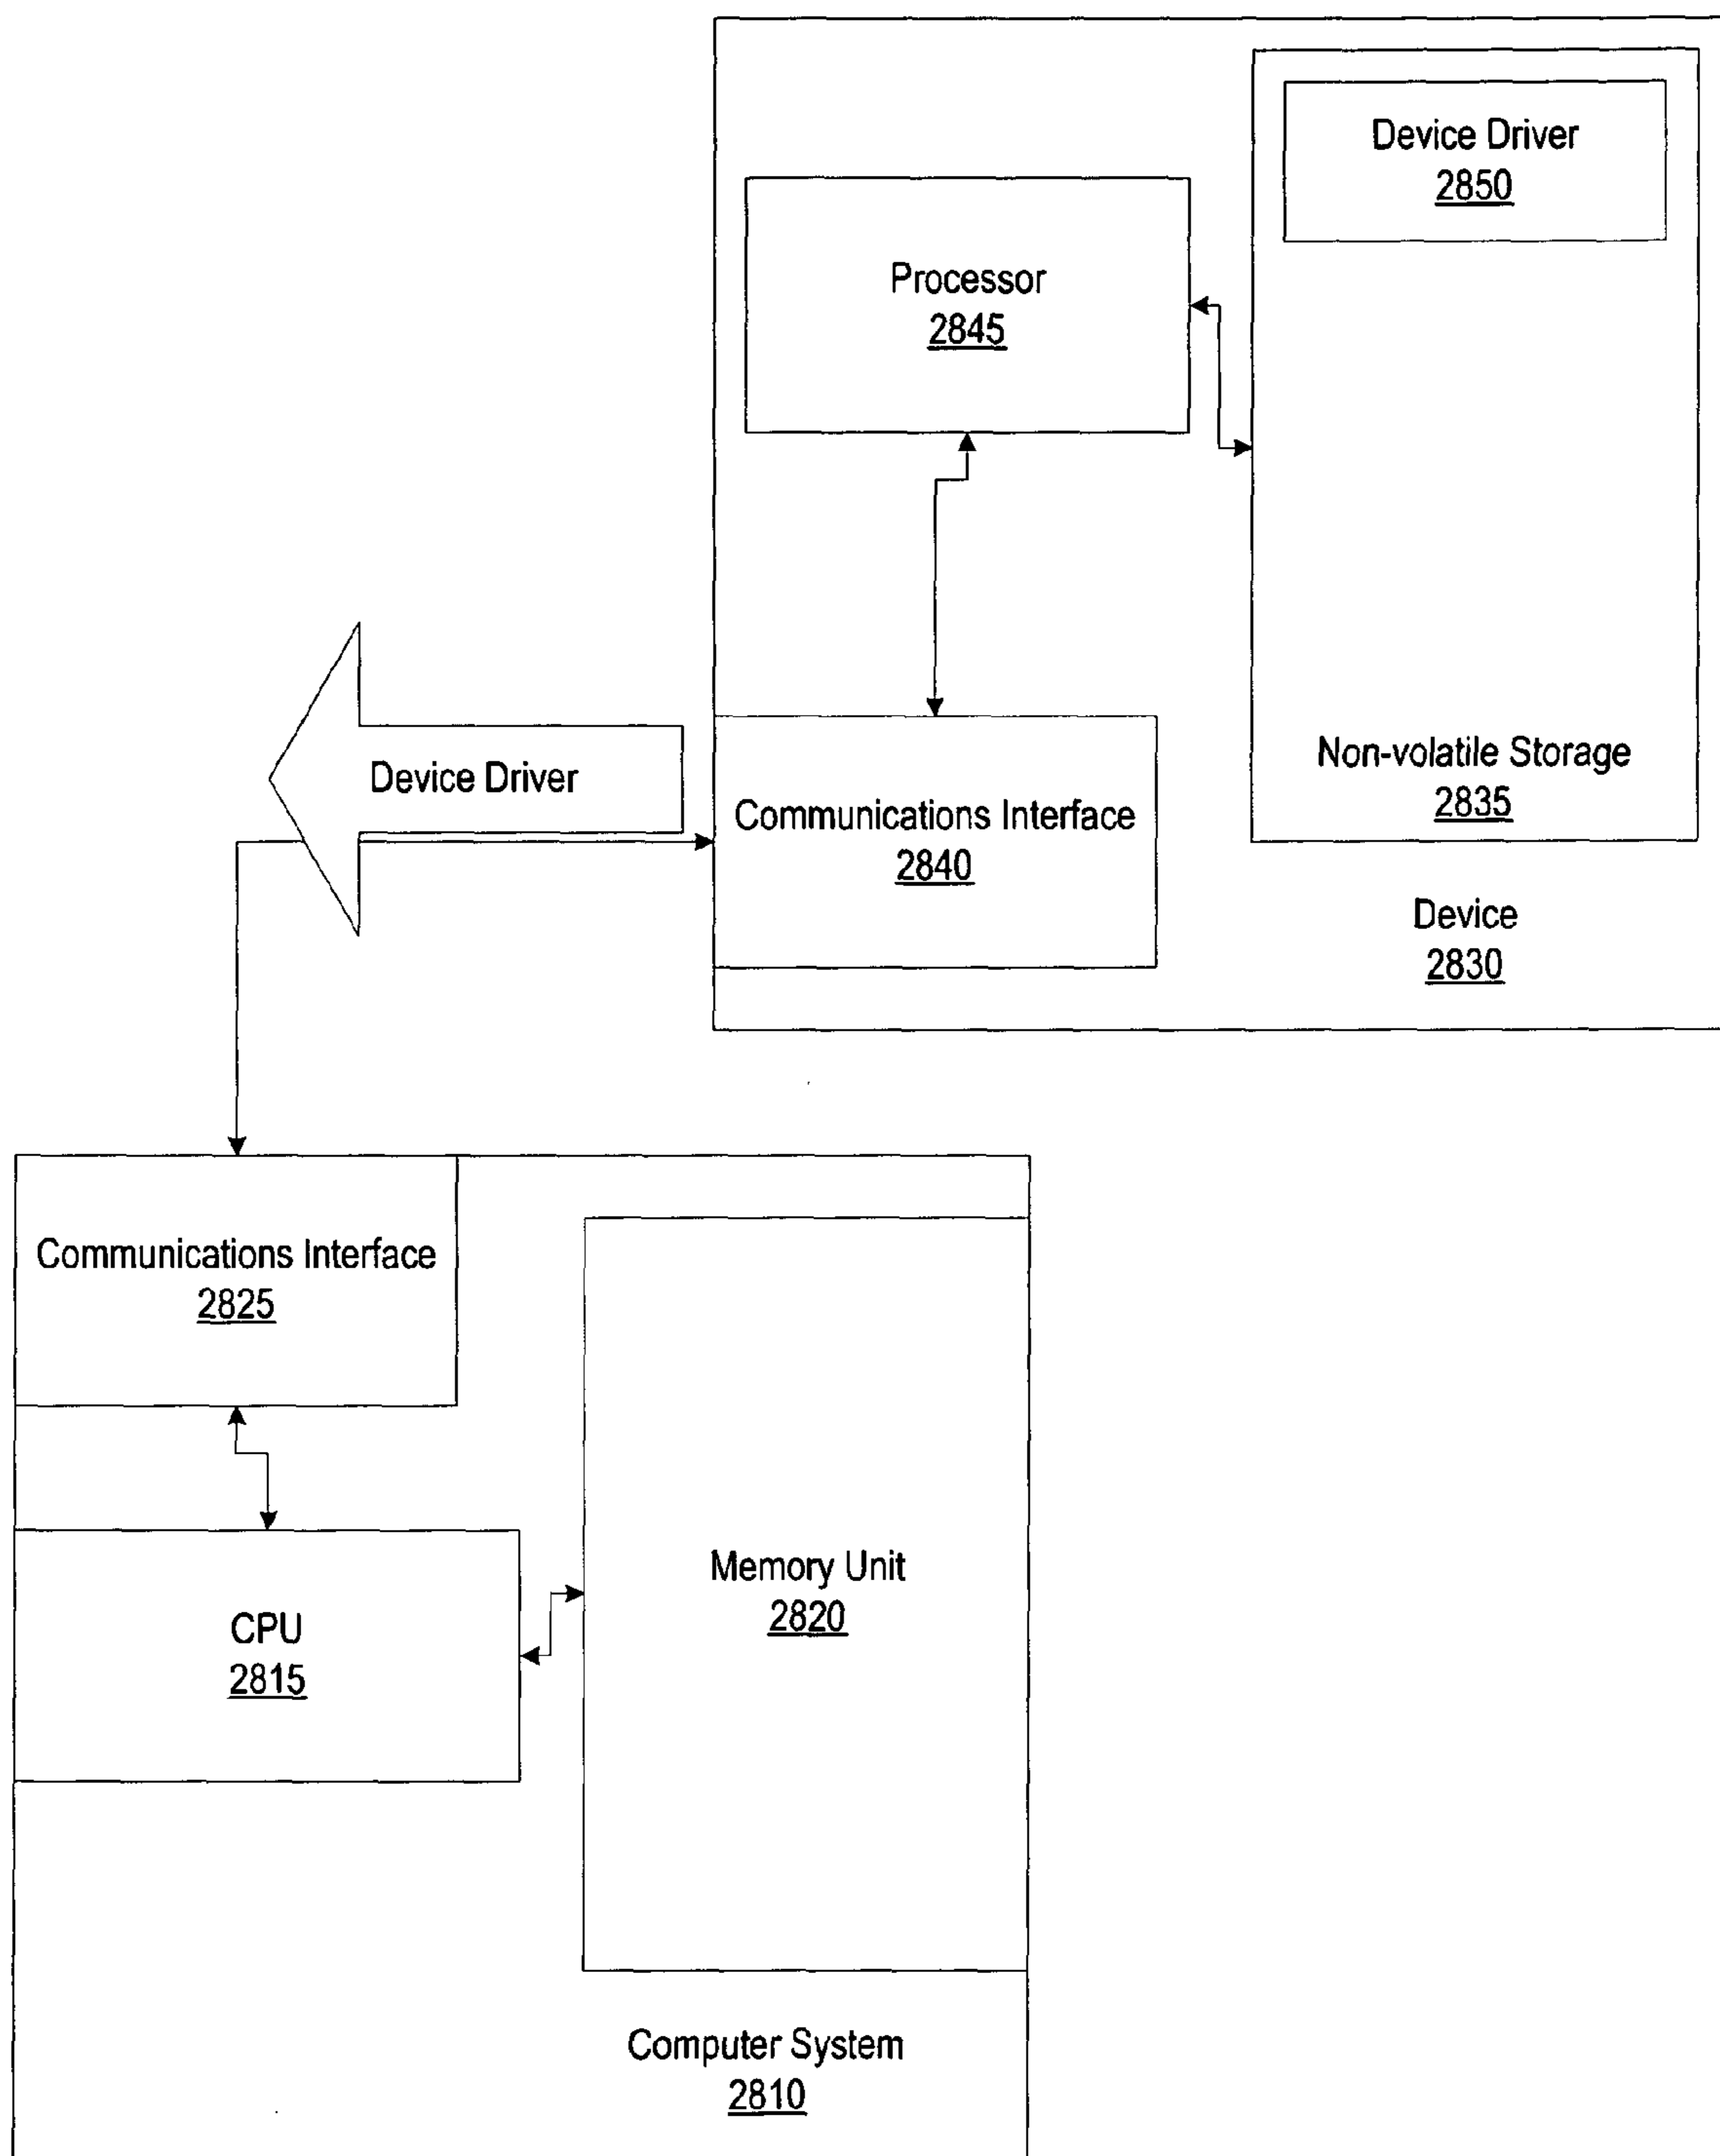 Device Driver
2850
Processor
2845
Non-volatile Storage
2835
Device Driver
Communications Interface
2840
Device
2830
Communications Interface
2825
Memory Unit
2820
CPU
2815
Computer System
2810